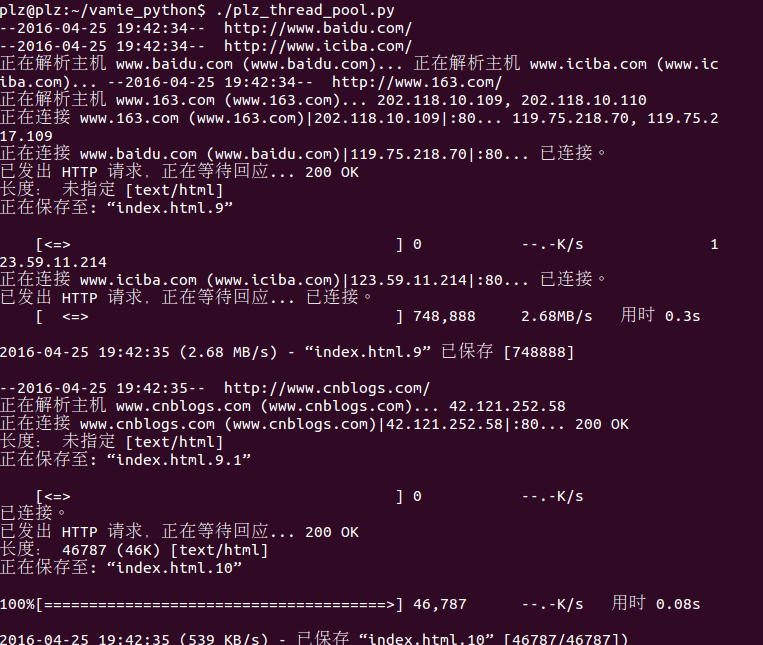 plz@plz:~/vamie_python$ ./plz_thread_pool.py
--2016-04-25 19:42:34--  http://www.baidu.com/
--2016-04-25 19:42:34--  http://www.iciba.com/
正在解析主机 www.baidu.com (www.baidu.com)... 正在解析主机 www.iciba.com (www.ic
iba.com)... --2016-04-25 19:42:34--  http://www.163.com/
正在解析主机 www.163.com (www.163.com)... 202.118.10.109, 202.118.10.110
正在连接 www.163.com (www.163.com)|202.118.10.109|:80... 119.75.218.70, 119.75.2
17.109
正在连接 www.baidu.com (www.baidu.com)|119.75.218.70|:80... 已连接。
已发出 HTTP 请求，正在等待回应... 200 OK
长度： 未指定 [text/html]
正在保存至: “index.html.9”
[<=>                                    ] 0           --.-K/s              1
23.59.11.214
正在连接 www.iciba.com (www.iciba.com)|123.59.11.214|:80... 已连接。
已发出 HTTP 请求，正在等待回应... 已连接。
[  <=>                                  ] 748,888     2.68MB/s   用时 0.3s
2016-04-25 19:42:35 (2.68 MB/s) - “index.html.9” 已保存 [748888]
--2016-04-25 19:42:35--  http://www.cnblogs.com/
正在解析主机 www.cnblogs.com (www.cnblogs.com)... 42.121.252.58
正在连接 www.cnblogs.com (www.cnblogs.com)|42.121.252.58|:80... 200 OK
长度： 未指定 [text/html]
正在保存至: “index.html.9.1”
[<=>                                    ] 0           --.-K/s
已连接。
已发出 HTTP 请求，正在等待回应... 200 OK
长度： 46787 (46K) [text/html]
正在保存至: “index.html.10”
100%[======================================>] 46,787      --.-K/s   用时 0.08s
2016-04-25 19:42:35 (539 KB/s) - 已保存 “index.html.10” [46787/46787])